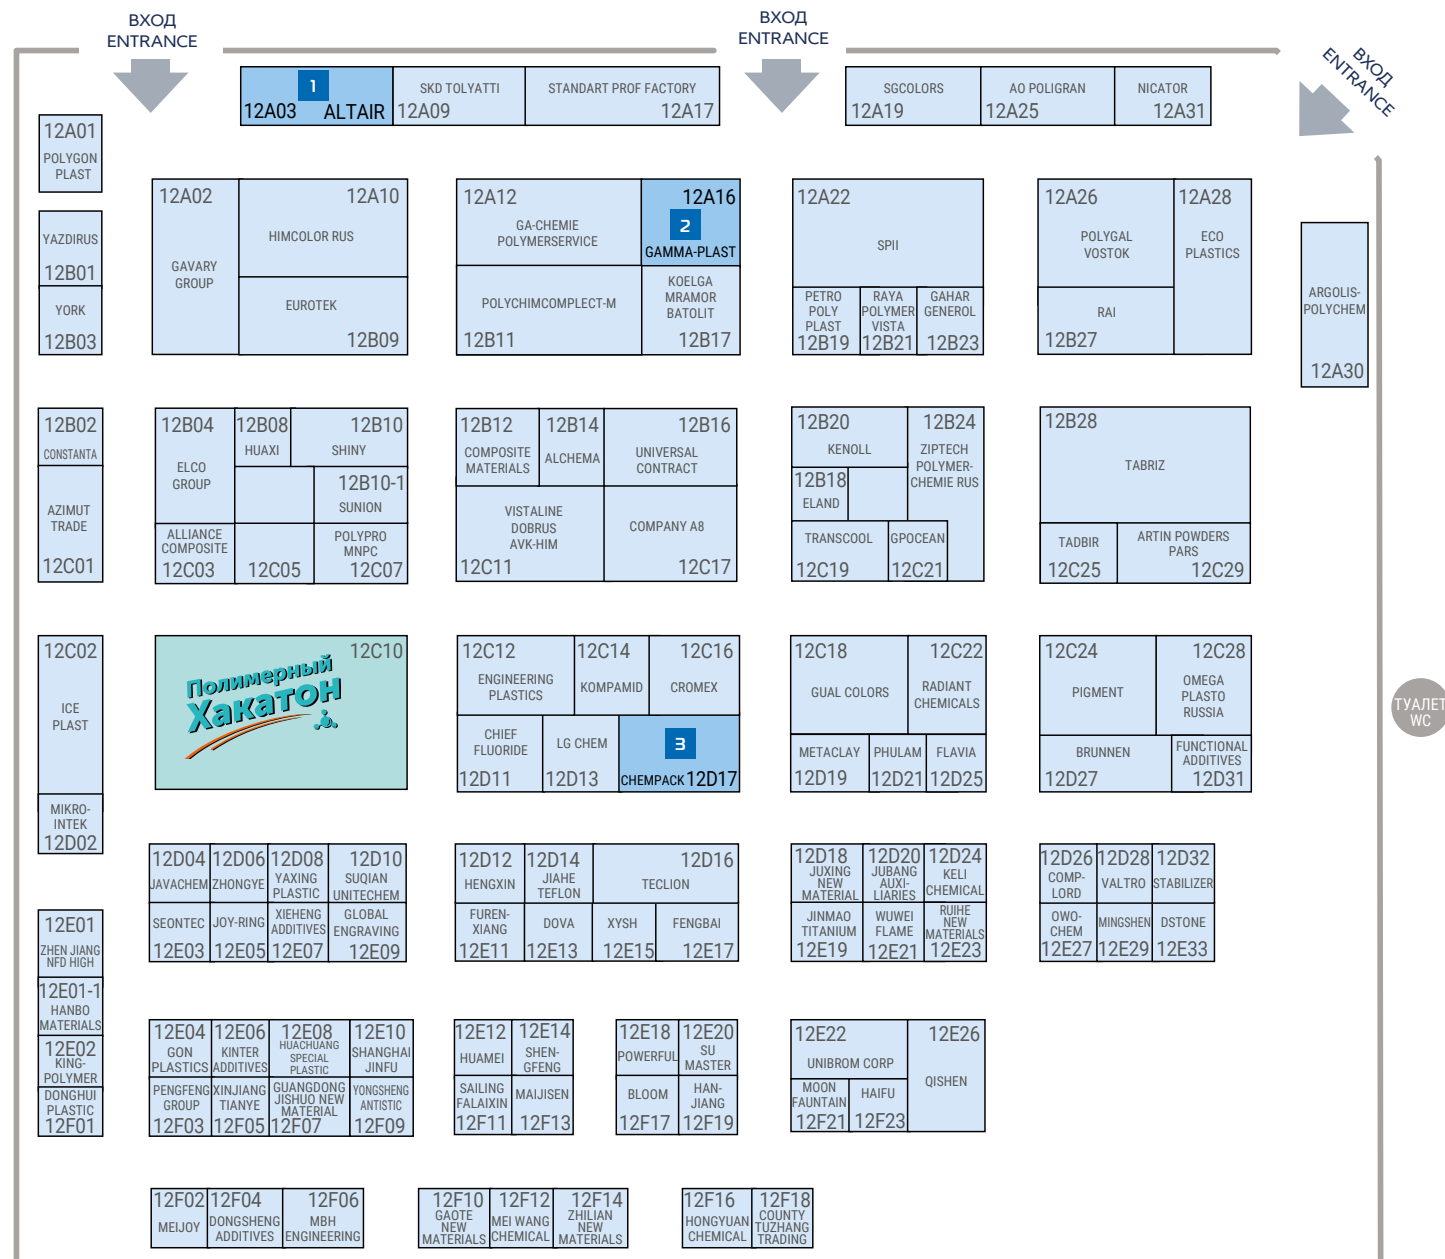 ВХОД
ENTRANCE
ВХОД
ENTRANCE
ВХОД
ENTRANCE
1
12A03 ALTAIR
SKD TOLYATTI
12A09
STANDART PROF FACTORY
12A17
SGCOLORS
12A19
AO POLIGRAN
12A25
NICATOR
12A31
12A01
POLYGON
PLAST
YAZDIRUS
12B01
YORK
12B03
12A02
GAVARY
GROUP
12A10
HIMCOLOR RUS
EUROTEK
12B09
12A12
GA-CHEMIE
POLYMERSERVICE
12A16
2
GAMMA-PLAST
POLYCHIMCOMPLECT-M
12B11
KOELGA
MRAMOR
BATOLIT
12B17
12A22
SPII
PETRO
POLY
PLAST
12B19
RAYA
POLYMER
VISTA
12B21
GAHAR
GENEROL
12B23
12A26
POLYGAL
VOSTOK
12A28
ECO
PLASTICS
RAI
12B27
ARGOLIS-
POLYCHEM
12A30
12B02
CONSTANTA
AZIMUT
TRADE
12C01
12B04
ELCO
GROUP
12B08
HUAXI
12B10
SHINY
12B10-1
SUNION
ALLIANCE
COMPOSITE
12C03
12C05
POLYPRO
MNPC
12C07
12B12
COMPOSITE
MATERIALS
12B14
ALCHEMA
12B16
UNIVERSAL
CONTRACT
VISTALINE
DOBRUS
AVK-HIM
12C11
COMPANY A8
12C17
12B20
KENOLL
12B24
ZIPTECH
POLYMER-
CHEMIE RUS
12B18
ELAND
TRANSCOOL
12C19
GPOCEAN
12C21
12B28
TABRIZ
TADBIR
12C25
ARTIN POWDERS
PARS
12C29
12C02
ICE
PLAST
MIKRO-
INTEK
12D02
12C10
Полимерный
Хакатон
12C12
ENGINEERING
PLASTICS
12C14
KOMPAMID
12C16
CROMEX
CHIEF
FLUORIDE
12D11
LG CHEM
12D13
3
CHEMPACK 12D17
12C18
GUAL COLORS
12C22
RADIANT
CHEMICALS
METACLAY
12D19
PHULAM
12D21
FLAVIA
12D25
12C24
PIGMENT
12C28
OMEGA
PLASTO
RUSSIA
BRUNNEN
12D27
FUNCTIONAL
ADDITIVES
12D31
ТУАЛЕТ
WC
12D04
JAVACHEM
12D06
ZHONGYE
12D08
YAXING
PLASTIC
12D10
SUQIAN
UNITECHEM
SEONTEC
12E03
JOY-RING
12E05
XIEHENG
ADDITIVES
12E07
GLOBAL
ENGRAVING
12E09
12D12
HENGXIN
12D14
JIAHE
TEFLON
12D16
TECLION
FUREN-
XIANG
12E11
DOVA
12E13
XYSH
12E15
FENGBAI
12E17
12D18
JUXING
NEW
MATERIAL
12D20
JUBANG
AUXI-
LIARIES
12D24
KELI
CHEMICAL
JINMAO
TITANIUM
12E19
WUWEI
FLAME
12E21
RUIHE
NEW
MATERIALS
12E23
12D26
COMP-
LORD
12D28
VALTRO
12D32
STABILIZER
OWO-
CHEM
12E27
MINGSHEN
12E29
DSTONE
12E33
12E01
ZHEN JIANG
NFD HIGH
12E01-1
HANBO
MATERIALS
12E02
KING-
POLYMER
DONGHUI
PLASTIC
12F01
12E04
GON
PLASTICS
12E06
KINTER
ADDITIVES
12E08
HUACHUANG
SPECIAL
PLASTIC
12E10
SHANGHAI
JINFU
PENGFENG
GROUP
12F03
XINJIANG
TIANYE
12F05
GUANGDONG
JISHUO NEW
MATERIAL
12F07
YONGSHENG
ANTISTIC
12F09
12E12
HUAMEI
12E14
SHEN-
GFENG
SAILING
FALAIXIN
12F11
MAIJISEN
12F13
12E18
POWERFUL
12E20
SU
MASTER
BLOOM
12F17
HAN-
JIANG
12F19
12E22
UNIBROM CORP
12E26
QISHEN
MOON
FAUNTAIN
12F21
HAIFU
12F23
12F02
MEIJOY
12F04
DONGSHENG
ADDITIVES
12F06
MBH
ENGINEERING
12F10
GAOTE
NEW
MATERIALS
12F12
MEI WANG
CHEMICAL
12F14
ZHILIAN
NEW
MATERIALS
12F16
HONGYUAN
CHEMICAL
12F18
COUNTY
TUZHANG
TRADING